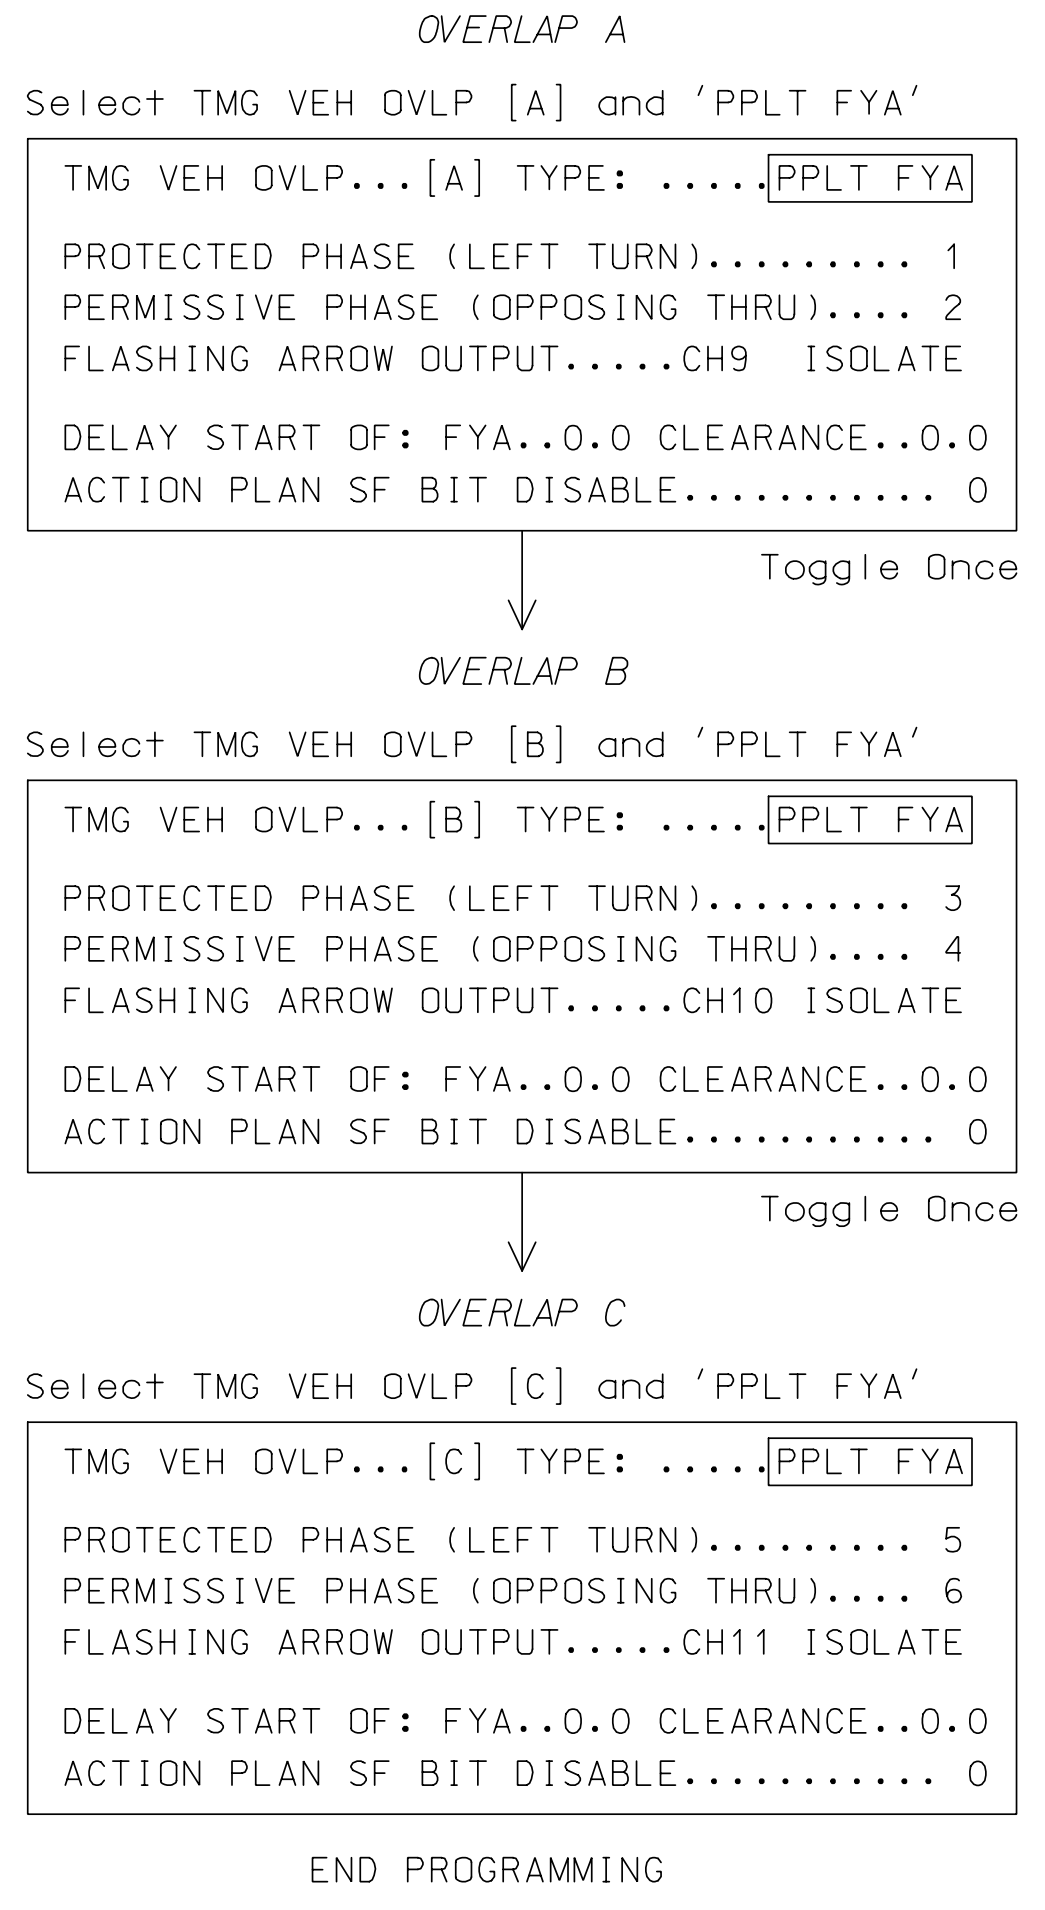 OVERLAP A
Select TMG VEH OVLP [A] and 'PPLT FYA'
TMG VEH OVLP...[A] TYPE: .....PPLT FYA
PROTECTED PHASE (LEFT TURN)......... 1
PERMISSIVE PHASE (OPPOSING THRU).... 2
FLASHING ARROW OUTPUT.....CH9 ISOLATE
DELAY START OF: FYA..0.0 CLEARANCE..0.0
ACTION PLAN SF BIT DISABLE........... 0
Toggle Once
OVERLAP B
Select TMG VEH OVLP [B] and 'PPLT FYA'
TMG VEH OVLP...[B] TYPE: .....PPLT FYA
PROTECTED PHASE (LEFT TURN)......... 3
PERMISSIVE PHASE (OPPOSING THRU).... 4
FLASHING ARROW OUTPUT.....CH10 ISOLATE
DELAY START OF: FYA..0.0 CLEARANCE..0.0
ACTION PLAN SF BIT DISABLE........... 0
Toggle Once
OVERLAP C
Select TMG VEH OVLP [C] and 'PPLT FYA'
TMG VEH OVLP...[C] TYPE: .....PPLT FYA
PROTECTED PHASE (LEFT TURN)......... 5
PERMISSIVE PHASE (OPPOSING THRU).... 6
FLASHING ARROW OUTPUT.....CH11 ISOLATE
DELAY START OF: FYA..0.0 CLEARANCE..0.0
ACTION PLAN SF BIT DISABLE........... 0
END PROGRAMMING